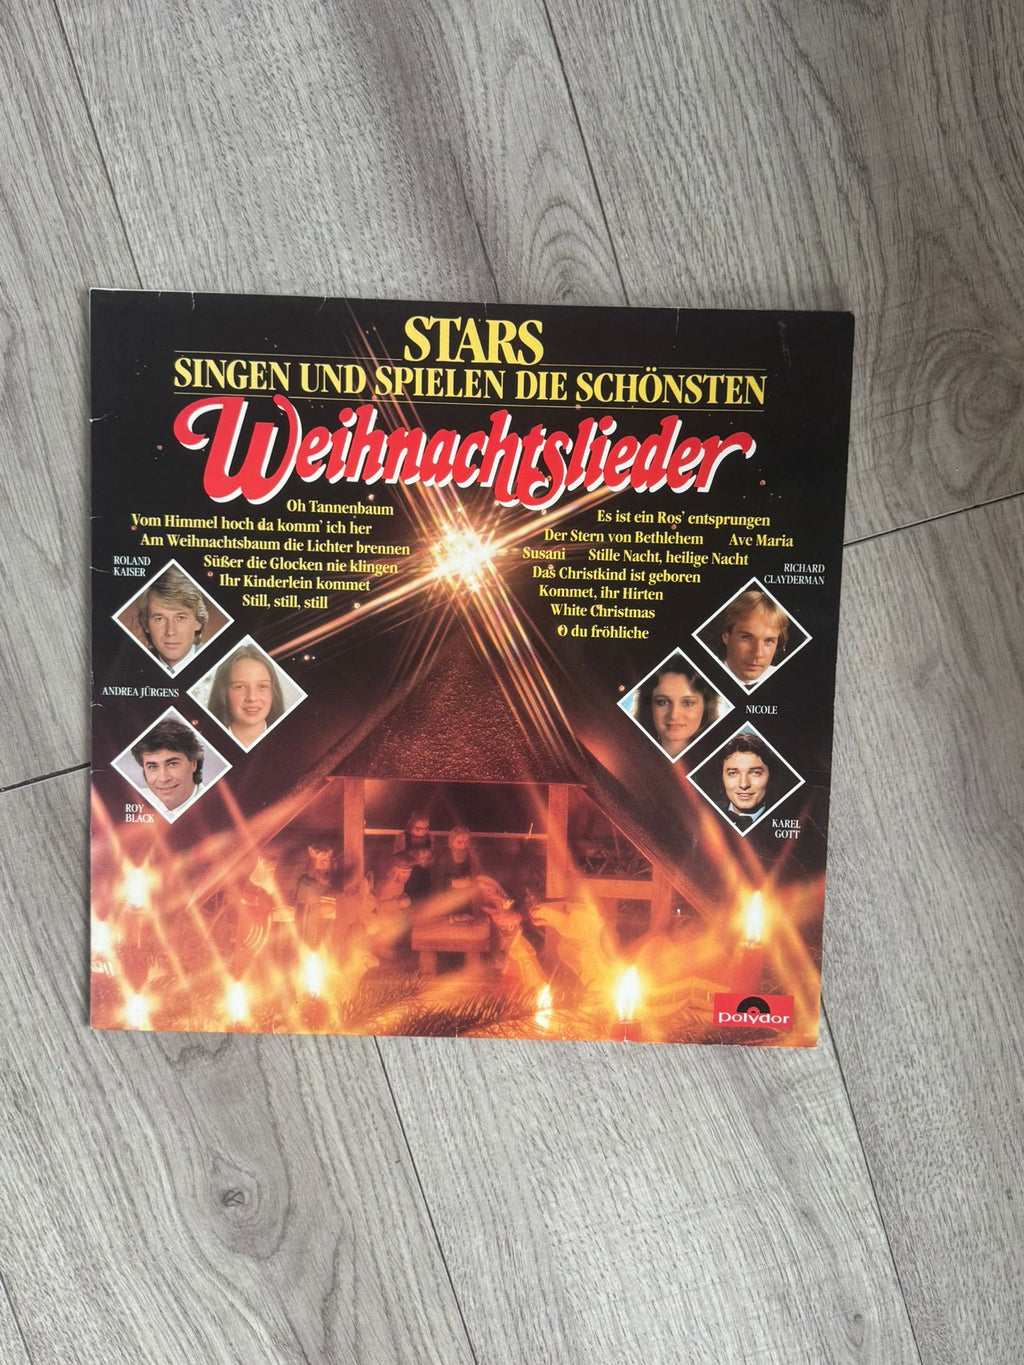 STARS
SINGEN UND SPIELEN DIE SCHÖNSTEN
Weihnachtslieder
Oh Tannenbaum
Vom Himmel hoch da komm' ich her
Am Weihnachtsbaum die Lichter brennen
Süßer die Glocken nie klingen
Ihr Kinderlein kommet
Still, still, still
Es ist ein Ros' entsprungen
Der Stern von Bethlehem Ave Maria
Susani Stille Nacht, heilige Nacht
Das Christkind ist geboren
Kommet, ihr Hirten
White Christmas
O du fröhliche
ROLAND
KAISER
ANDREA JÜRGENS
ROY
BLACK
RICHARD
CLAYDERMAN
NICOLE
KAREL
GOTT
polydor